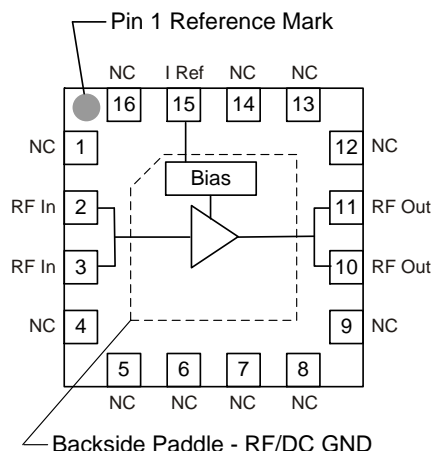 Pin 1 Reference Mark
NC I Ref NC NC
16 15 14 13
NC 1
12 NC
Bias
RF In 2
11 RF Out
RF In 3
10 RF Out
NC 4
9 NC
5 6 7 8
NC NC NC NC
Backside Paddle - RF/DC GND